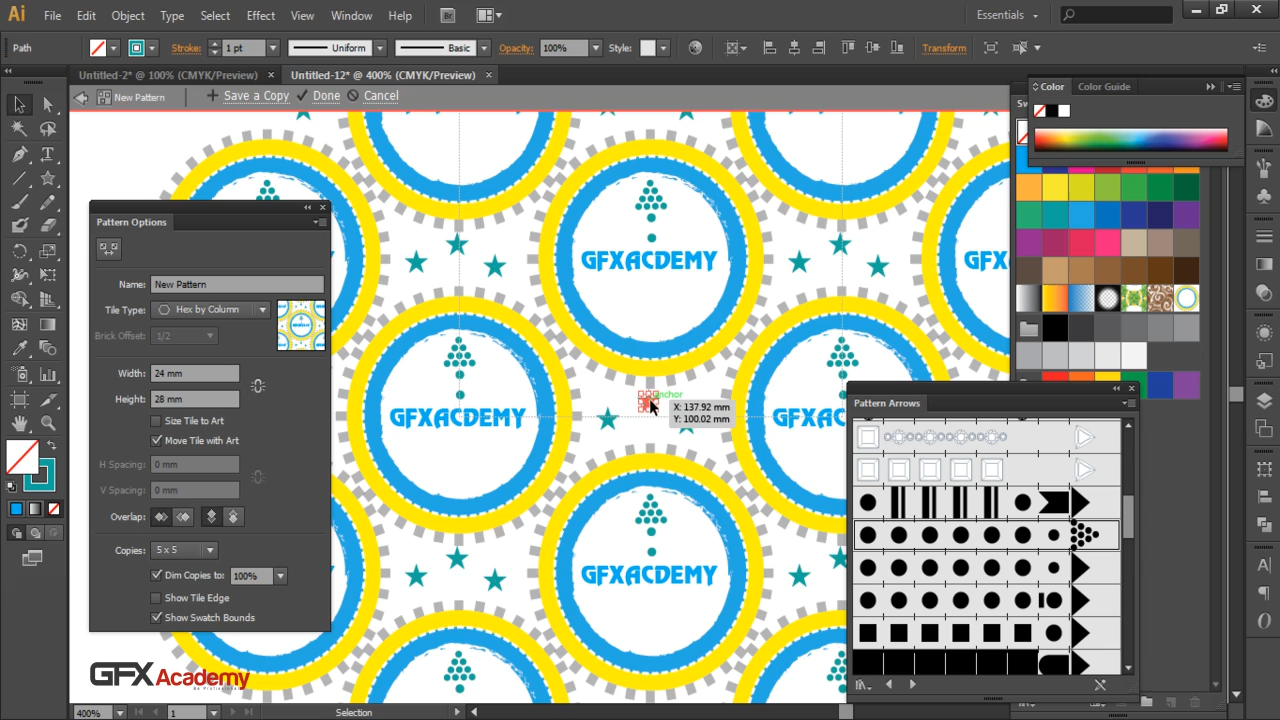 Ai File Edit Object Type Select Effect View Window Help Br Essentials
Path Stroke: 1 pt Uniform Basic Opacity: 100% Style: Transform
Untitled-2* @ 100% (CMYK/Preview) × Untitled-12* @ 400% (CMYK/Preview) ×
New Pattern + Save a Copy Done Cancel
Color Color Guide
Sw
Pattern Options
Name: New Pattern
Tile Type: Hex by Column
Brick Offset: 1/2
Width: 24 mm
Height: 28 mm
Size Tile to Art
Move Tile with Art
H Spacing: 0 mm
V Spacing: 0 mm
Overlap:
Copies: 5 x 5
Dim Copies to: 100%
Show Tile Edge
Show Swatch Bounds
GFXACDEMY
GFXA
GFXACDEMY
GFXACDEMY
anchor
X: 137.92 mm
Y: 100.02 mm
Pattern Arrows
GFX Academy
Be Professional
400% 1 Selection